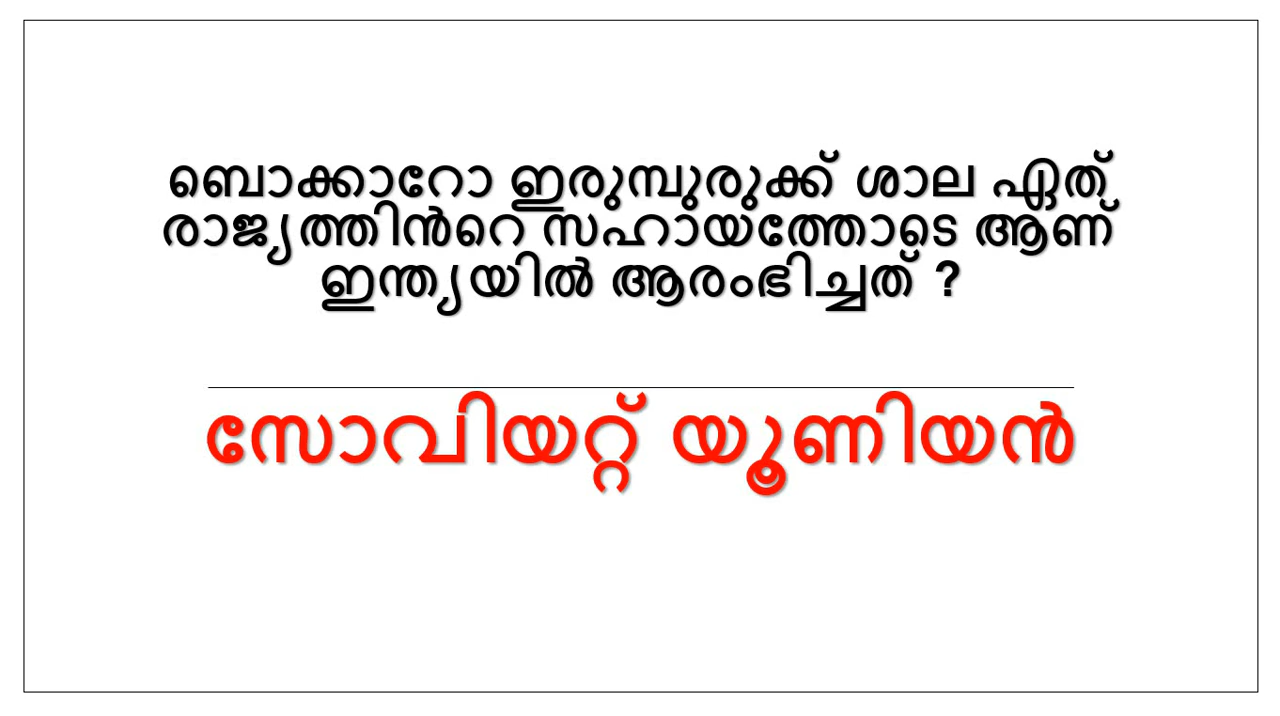 ബൊക്കാറോ ഇരുമ്പുരുക്ക് ശാല ഏത്
രാജ്യത്തിൻറെ സഹായത്തോടെ ആണ്
ഇന്ത്യയിൽ ആരംഭിച്ചത് ?
സോവിയറ്റ് യൂണിയൻ